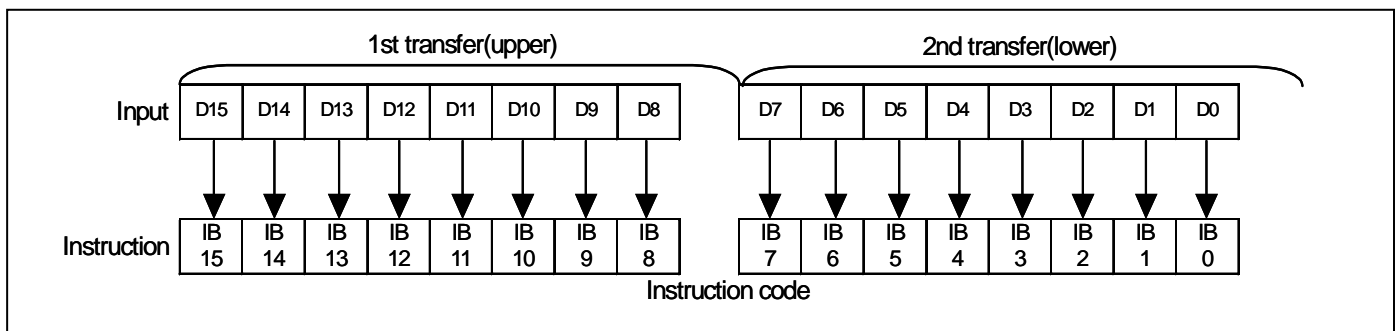 1st transfer(upper) 2nd transfer(lower)
Input D15 D14 D13 D12 D11 D10 D9 D8 D7 D6 D5 D4 D3 D2 D1 D0
Instruction IB 15 IB 14 IB 13 IB 12 IB 11 IB 10 IB 9 IB 8 IB 7 IB 6 IB 5 IB 4 IB 3 IB 2 IB 1 IB 0
Instruction code